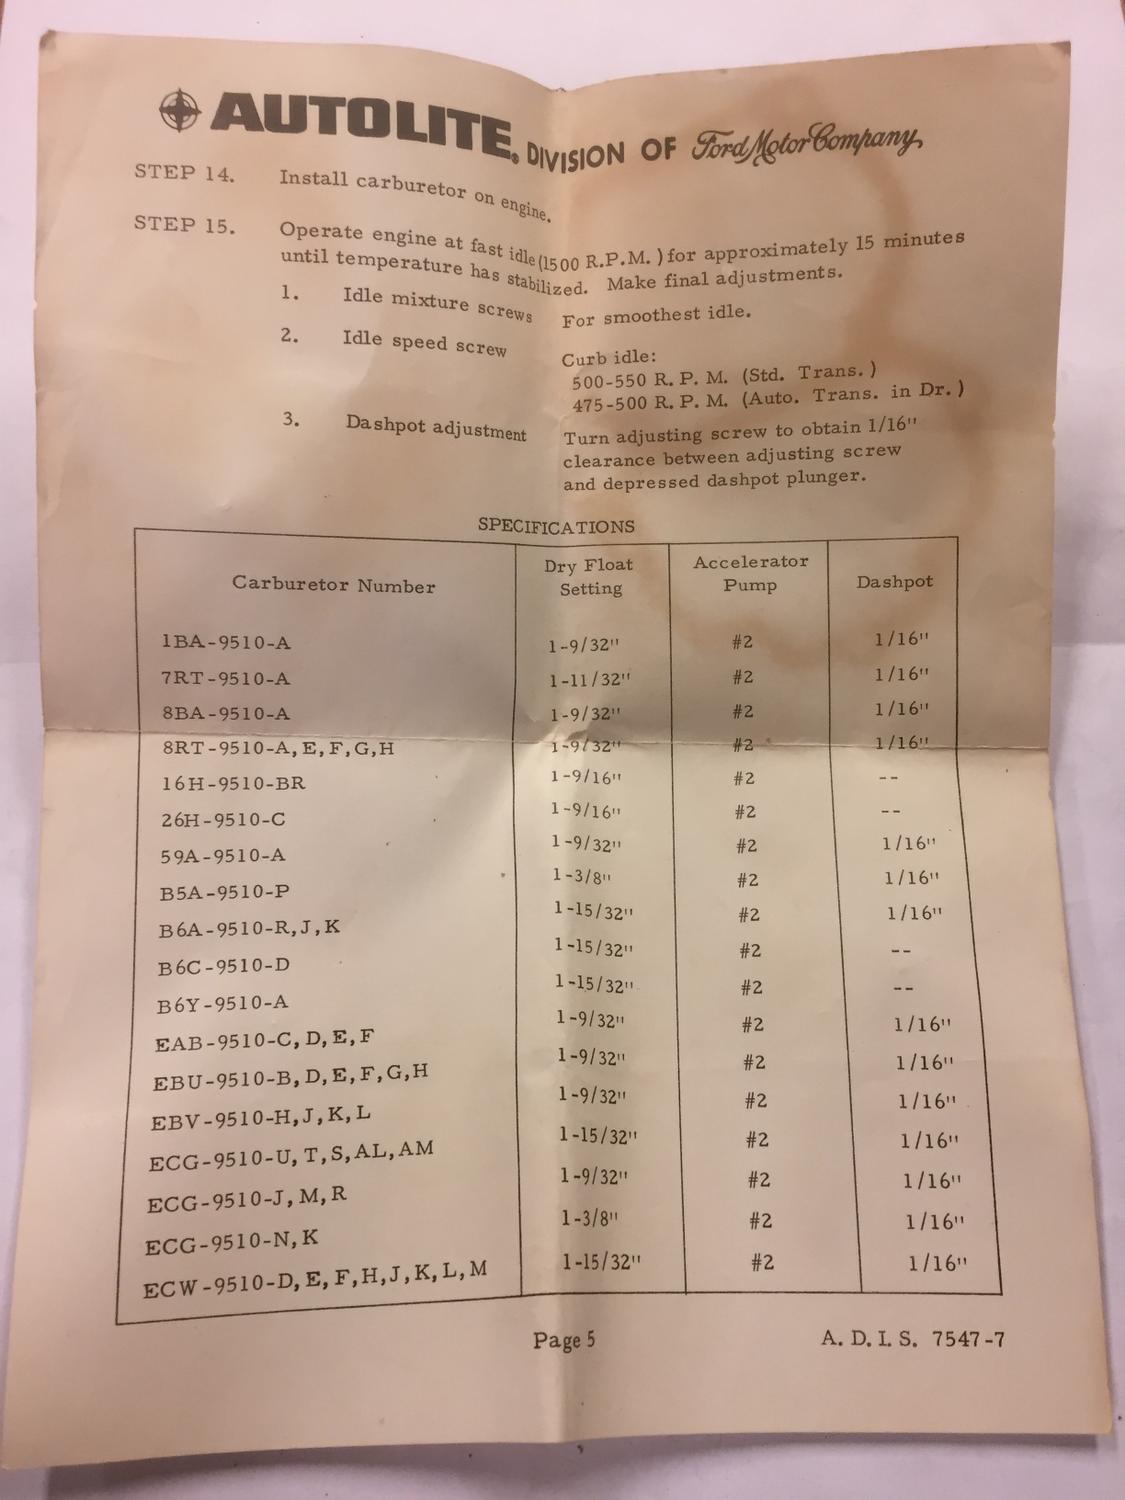 AUTOLITE. DIVISION OF Ford Motor Company,
STEP 14. Install carburetor on engine.
STEP 15. Operate engine at fast idle (1500 R.P.M. ) for approximately 15 minutes
until temperature has stabilized. Make final adjustments.
1. Idle mixture screws For smoothest idle.
2. Idle speed screw Curb idle:
500-550 R. P. M. (Std. Trans. )
475-500 R. P. M. (Auto. Trans. in Dr. )
3. Dashpot adjustment Turn adjusting screw to obtain 1/16"
clearance between adjusting screw
and depressed dashpot plunger.
SPECIFICATIONS
Carburetor Number Dry Float Setting Accelerator Pump Dashpot
1BA-9510-A 1-9/32" #2 1/16"
7RT-9510-A 1-11/32" #2 1/16"
8BA-9510-A 1-9/32" #2 1/16"
8RT-9510-A, E, F, G, H 1-9/32" #2 1/16"
16H-9510-BR 1-9/16" #2 --
26H-9510-C 1-9/16" #2 --
59A-9510-A 1-9/32" #2 1/16"
B5A-9510-P 1-3/8" #2 1/16"
B6A-9510-R, J, K 1-15/32" #2 1/16"
B6C-9510-D 1-15/32" #2 --
B6Y-9510-A 1-15/32" #2 --
EAB-9510-C, D, E, F 1-9/32" #2 1/16"
EBU-9510-B, D, E, F, G, H 1-9/32" #2 1/16"
EBV-9510-H, J, K, L 1-9/32" #2 1/16"
ECG-9510-U, T, S, AL, AM 1-15/32" #2 1/16"
ECG-9510-J, M, R 1-9/32" #2 1/16"
ECG-9510-N, K 1-3/8" #2 1/16"
ECW-9510-D, E, F, H, J, K, L, M 1-15/32" #2 1/16"
Page 5 A. D. I. S. 7547-7